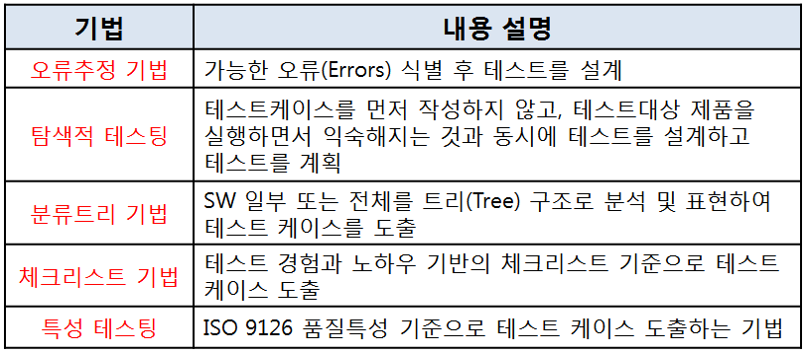 기법 내용 설명
오류추정 기법 가능한 오류(Errors) 식별 후 테스트를 설계
탐색적 테스팅 테스트케이스를 먼저 작성하지 않고, 테스트대상 제품을
실행하면서 익숙해지는 것과 동시에 테스트를 설계하고
테스트를 계획
분류트리 기법 SW 일부 또는 전체를 트리(Tree) 구조로 분석 및 표현하여
테스트 케이스를 도출
체크리스트 기법 테스트 경험과 노하우 기반의 체크리스트 기준으로 테스트
케이스 도출
특성 테스팅 ISO 9126 품질특성 기준으로 테스트 케이스 도출하는 기법